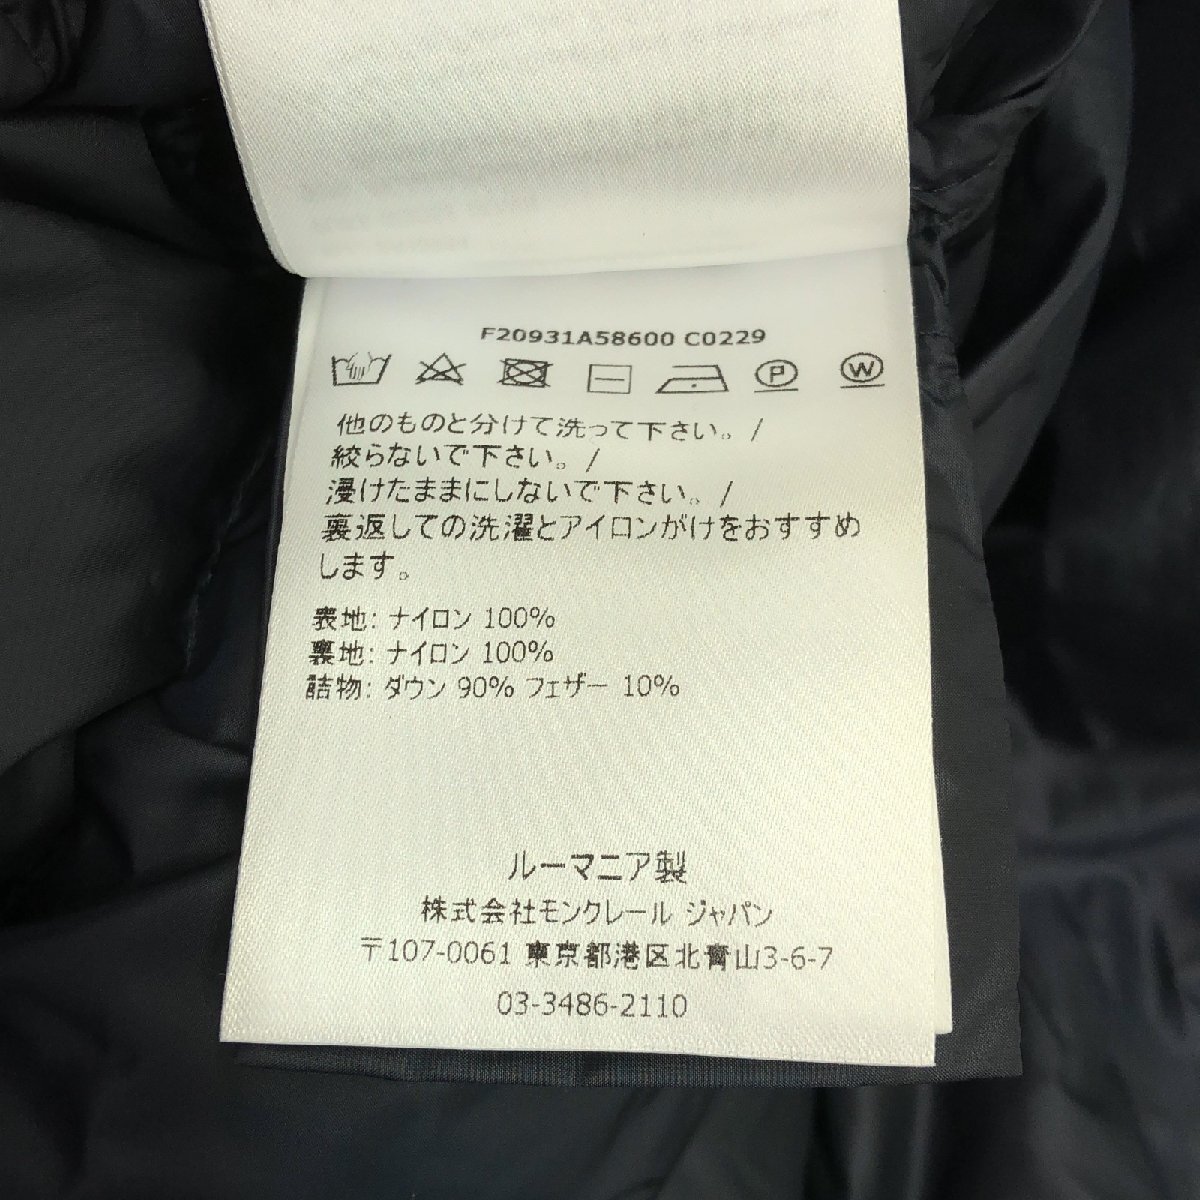 F20931A58600 C0229
P
W
他のものと分けて洗って下さい。/
絞らないで下さい。/
浸けたままにしないで下さい。/
裏返しての洗濯とアイロンがけをおすすめ
します。
表地: ナイロン 100%
裏地: ナイロン 100%
詰物: ダウン 90% フェザー 10%
ルーマニア製
株式会社モンクレール ジャパン
〒107-0061 東京都港区北青山3-6-7
03-3486-2110